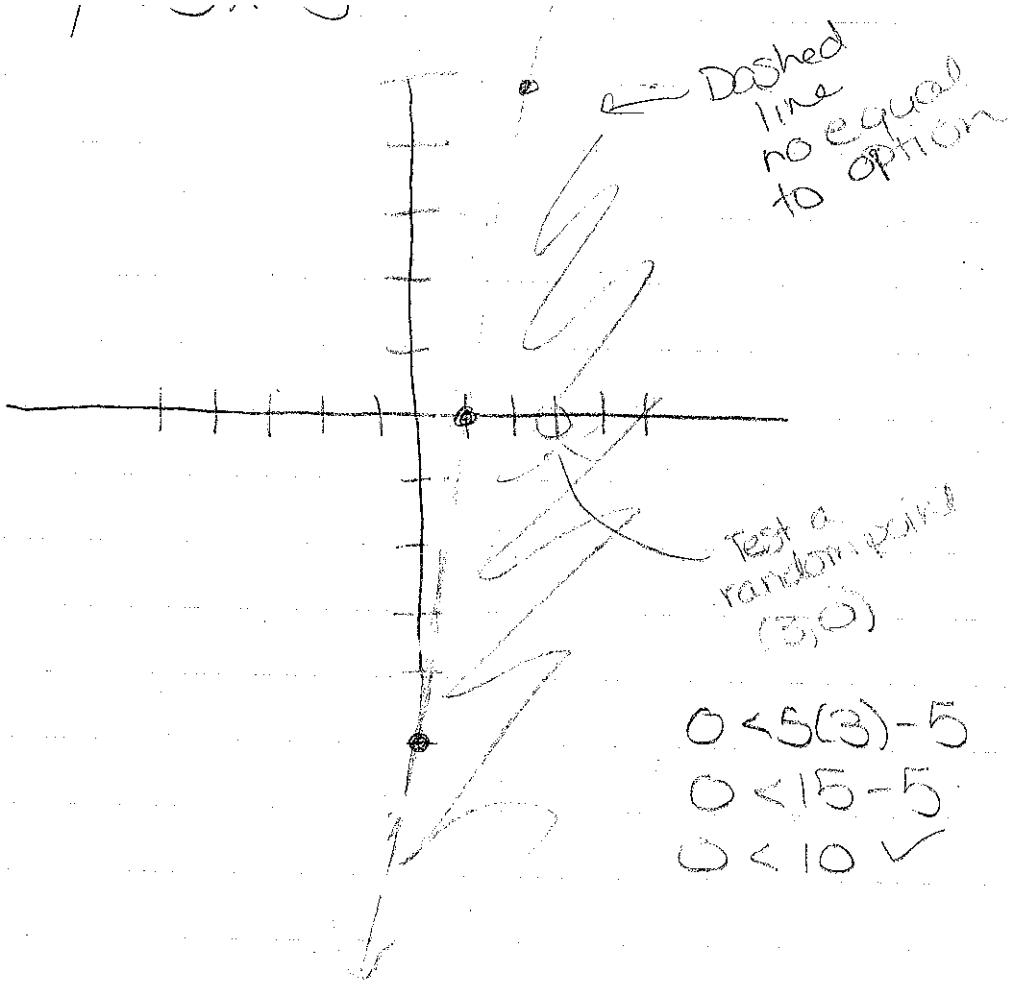 Dashed
line
no equal
to option
Test a
random point
(3,0)
0 < 5(3) - 5
0 < 15 - 5
0 < 10 ✓